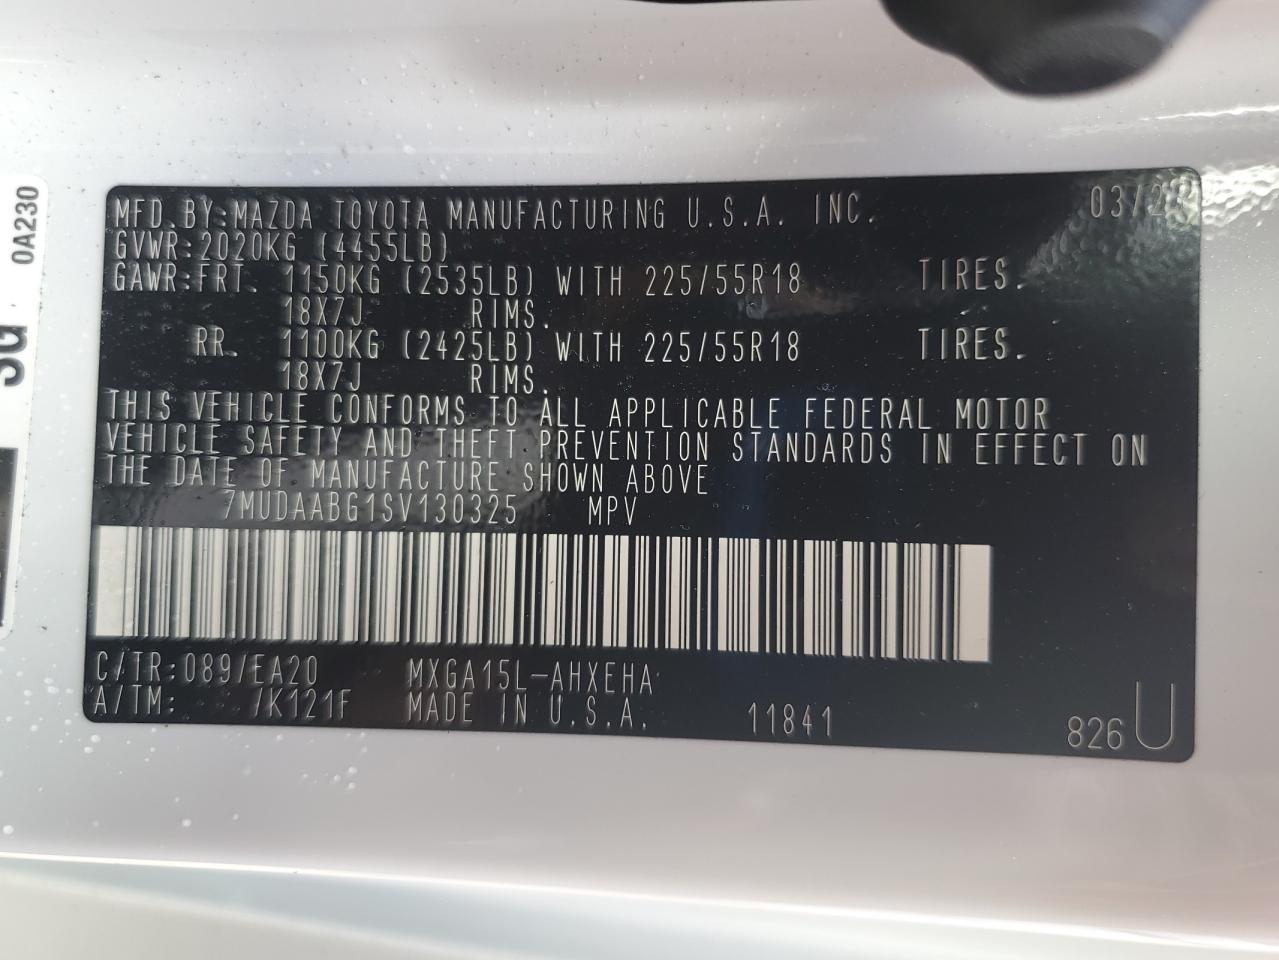 0A230
MFD.BY:MAZDA TOYOTA MANUFACTURING U.S.A. INC.
GVWR:2020KG (4455LB)
GAWR:FRT. 1150KG (2535LB) WITH 225/55R18 TIRES.
18X7J RIMS.
RR. 1100KG (2425LB) WITH 225/55R18 TIRES.
18X7J RIMS.
THIS VEHICLE CONFORMS TO ALL APPLICABLE FEDERAL MOTOR
VEHICLE SAFETY AND THEFT PREVENTION STANDARDS IN EFFECT ON
THE DATE OF MANUFACTURE SHOWN ABOVE
7MUDAABG1SV130325 MPV
C/TR:089/EA20 MXGA15L-AHXEHA
A/TM: /K121F MADE IN U.S.A. 11841
826 U